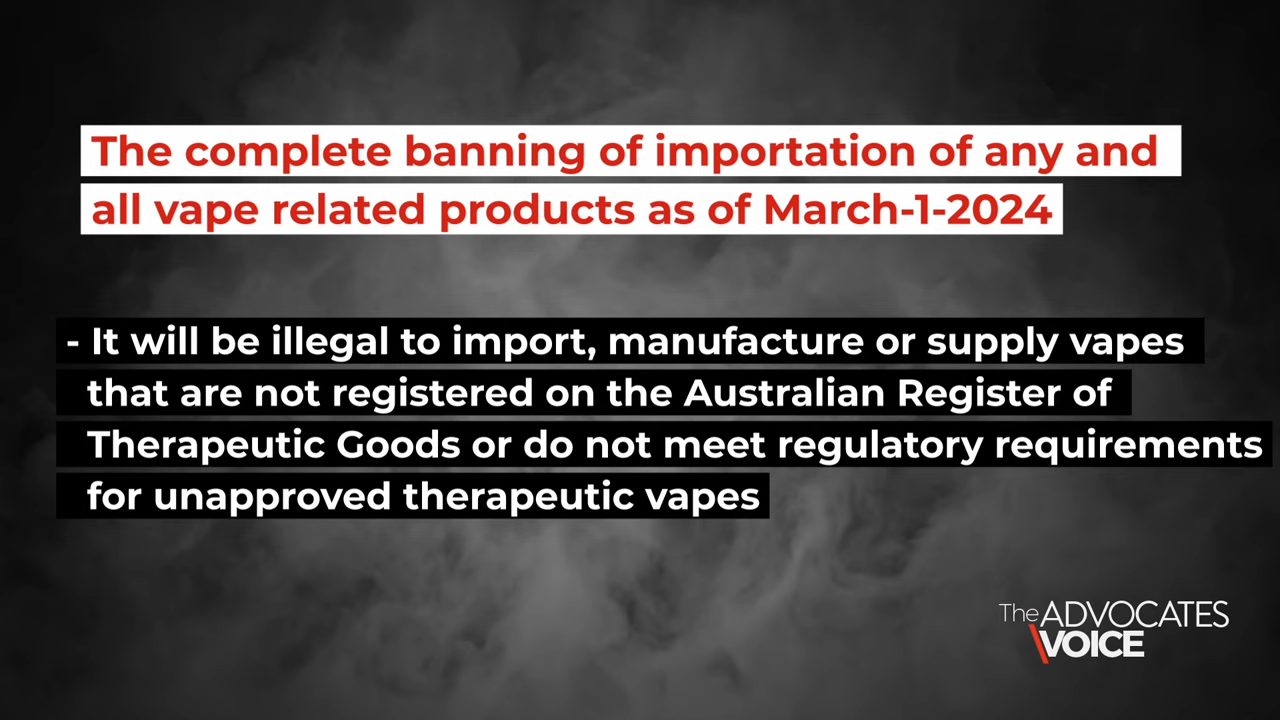 The complete banning of importation of any and
all vape related products as of March-1-2024
- It will be illegal to import, manufacture or supply vapes
that are not registered on the Australian Register of
Therapeutic Goods or do not meet regulatory requirements
for unapproved therapeutic vapes
The ADVOCATES
VOICE